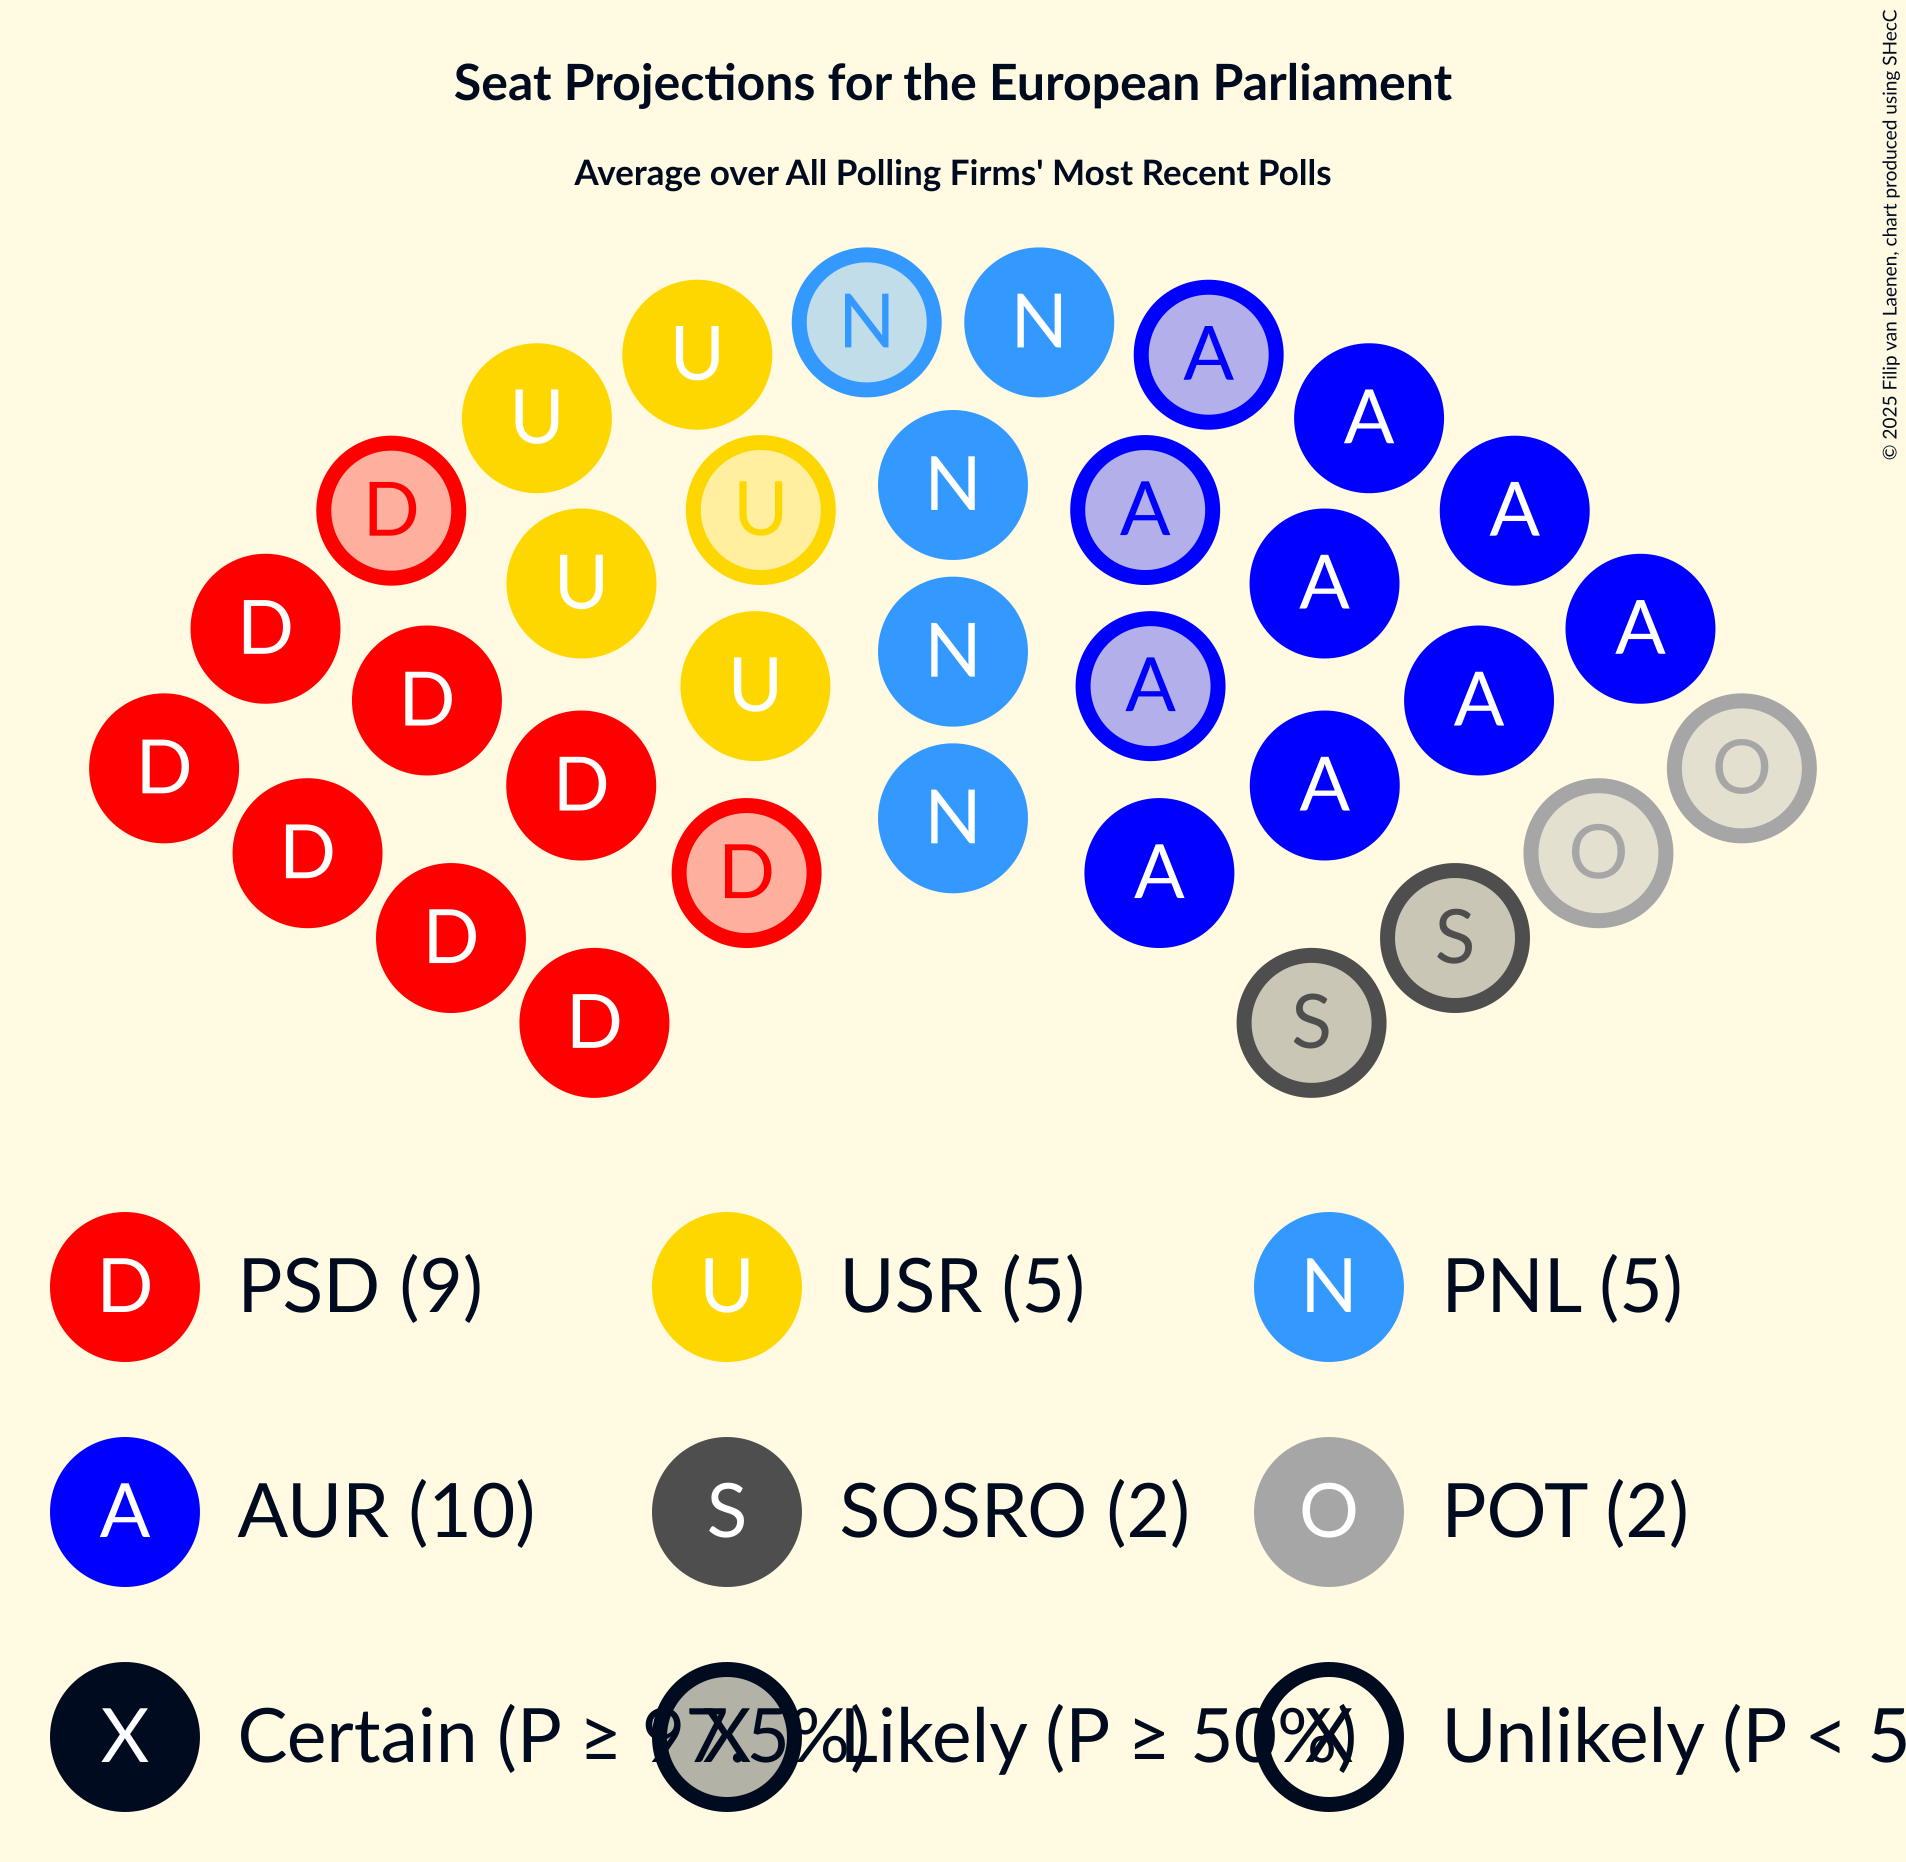 Seat Projections for the European Parliament
Average over All Polling Firms' Most Recent Polls
© 2025 Filip van Laenen, chart produced using SHecC
N N
U A
U A
N
D U A A
U A
D N A
D U A A
D D A
D N O
D D A O
D S
D S
D PSD (9) U USR (5) N PNL (5)
A AUR (10) S SOSRO (2) O POT (2)
X Certain (P ≥ 97.5%) X Likely (P ≥ 50%) X Unlikely (P < 5